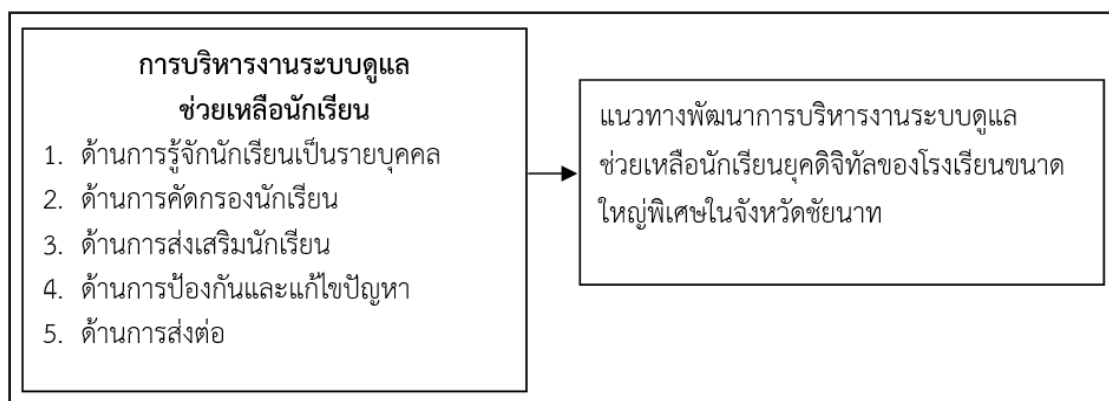 การบริหารงานระบบดูแล
ช่วยเหลือนักเรียน
1. ด้านการรู้จักนักเรียนเป็นรายบุคคล
2. ด้านการคัดกรองนักเรียน
3. ด้านการส่งเสริมนักเรียน
4. ด้านการป้องกันและแก้ไขปัญหา
5. ด้านการส่งต่อ
แนวทางพัฒนาการบริหารงานระบบดูแล
ช่วยเหลือนักเรียนยุคดิจิทัลของโรงเรียนขนาด
ใหญ่พิเศษในจังหวัดชัยนาท